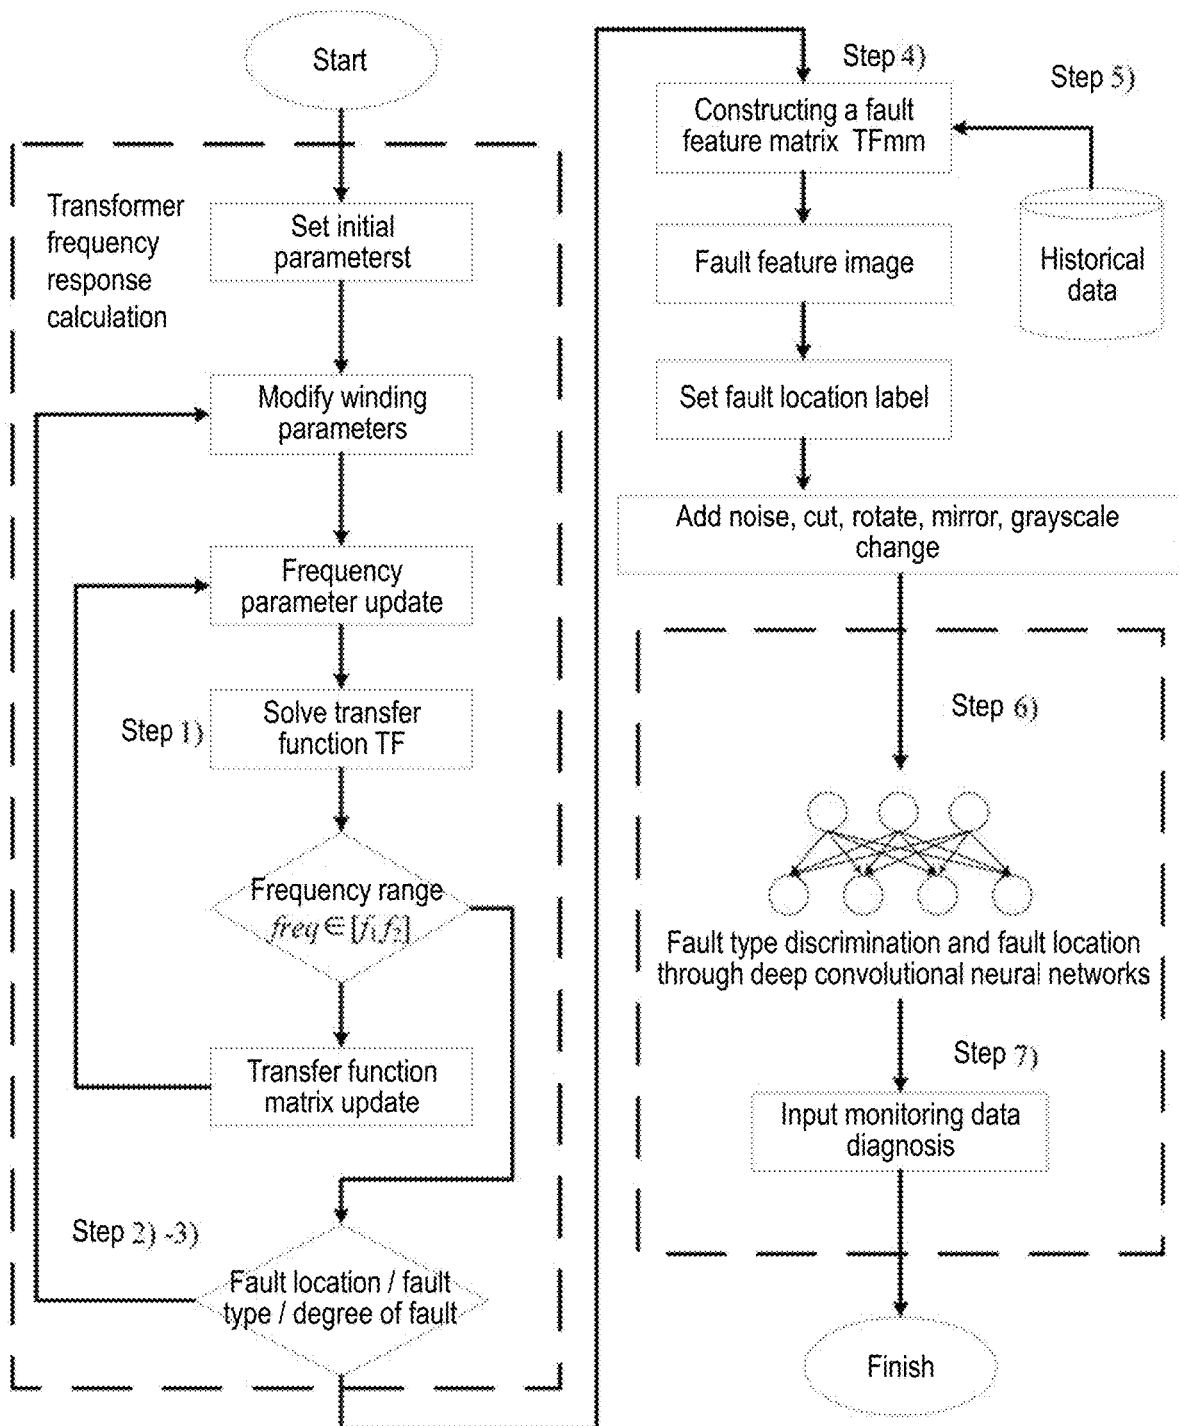 Start
Transformer
frequency
response
calculation
Set initial
parameterst
Modify winding
parameters
Frequency
parameter update
Step 1)
Solve transfer
function TF
Frequency range
freq∈[f₁f₂]
Transfer function
matrix update
Step 2) -3)
Fault location / fault
type / degree of fault
Step 4)
Step 5)
Constructing a fault
feature matrix TFmm
Historical
data
Fault feature image
Set fault location label
Add noise, cut, rotate, mirror, grayscale
change
Step 6)
Fault type discrimination and fault location
through deep convolutional neural networks
Step 7)
Input monitoring data
diagnosis
Finish